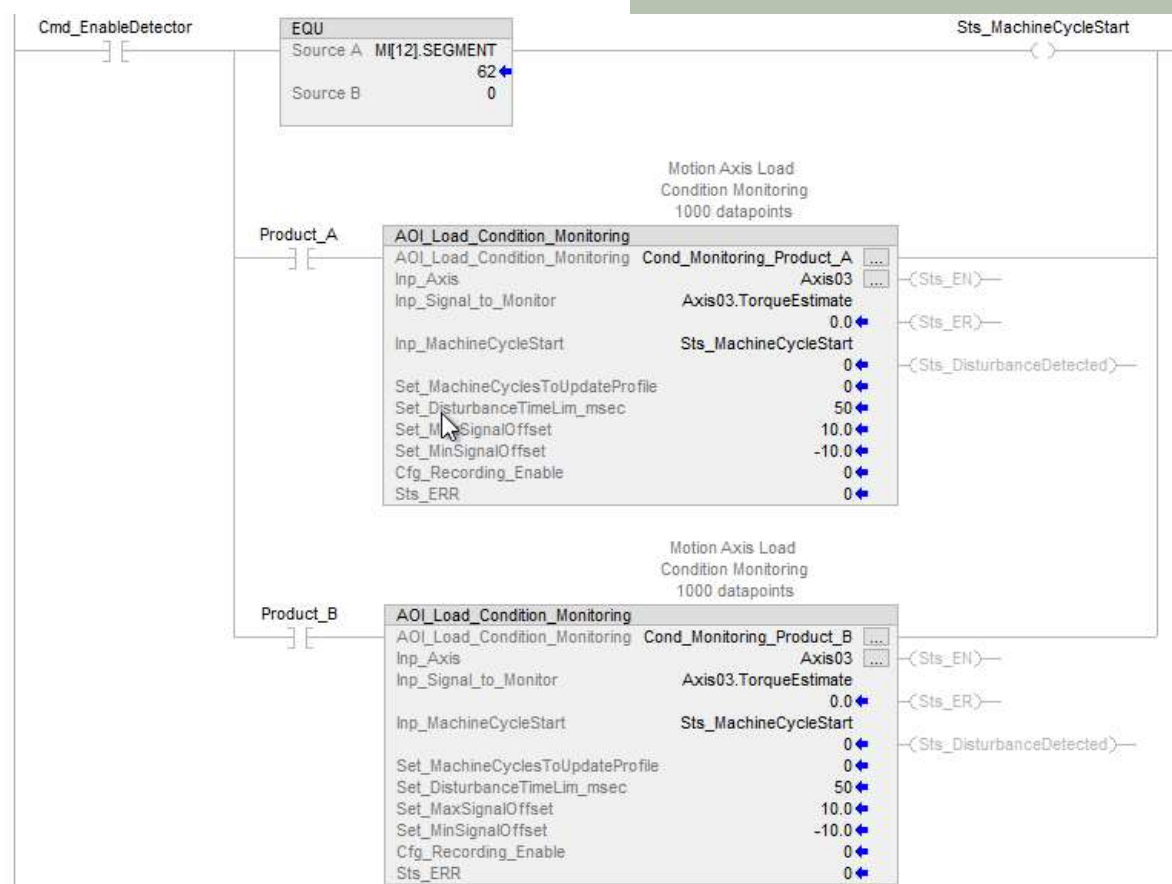 Cmd_EnableDetector
EQU
Sts_MachineCycleStart
Source A MI[12].SEGMENT
62
Source B 0
Motion Axis Load
Condition Monitoring
1000 datapoints
Product_A
AOI_Load_Condition_Monitoring
AOI_Load_Condition_Monitoring Cond_Monitoring_Product_A ...
Inp_Axis Axis03 ... (Sts_EN)
Inp_Signal_to_Monitor Axis03.TorqueEstimate
0.0 (Sts_ER)
Inp_MachineCycleStart Sts_MachineCycleStart
0 (Sts_DisturbanceDetected)
Set_MachineCyclesToUpdateProfile 0
Set_DisturbanceTimeLim_msec 50
10.0
Set_MinSignalOffset -10.0
Cfg_Recording_Enable 0
Sts_ERR 0
Motion Axis Load
Condition Monitoring
1000 datapoints
Product_B
AOI_Load_Condition_Monitoring
AOI_Load_Condition_Monitoring Cond_Monitoring_Product_B ...
Inp_Axis Axis03 ... (Sts_EN)
Inp_Signal_to_Monitor Axis03.TorqueEstimate
0.0 (Sts_ER)
Inp_MachineCycleStart Sts_MachineCycleStart
0 (Sts_DisturbanceDetected)
Set_MachineCyclesToUpdateProfile 0
Set_DisturbanceTimeLim_msec 50
Set_MaxSignalOffset 10.0
Set_MinSignalOffset -10.0
Cfg_Recording_Enable 0
Sts_ERR 0